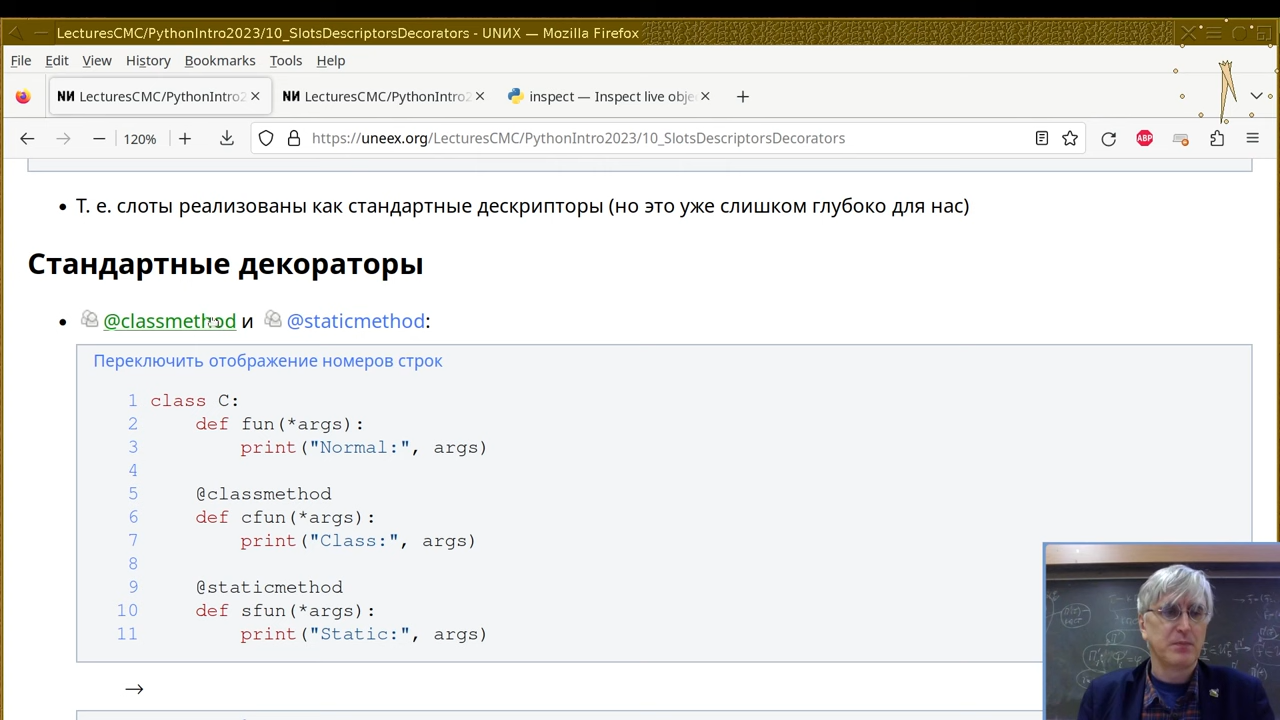 LecturesCMC/PythonIntro2023/10_SlotsDescriptorsDecorators - UNИX — Mozilla Firefox
File Edit View History Bookmarks Tools Help
NИ LecturesCMC/PythonIntro2 NИ LecturesCMC/PythonIntro2 inspect — Inspect live obje
120% https://uneex.org/LecturesCMC/PythonIntro2023/10_SlotsDescriptorsDecorators ABP
• Т. е. слоты реализованы как стандартные дескрипторы (но это уже слишком глубоко для нас)
Стандартные декораторы
• @classmethod и @staticmethod:
Переключить отображение номеров строк
1 class C:
2     def fun(*args):
3         print("Normal:", args)
4
5     @classmethod
6     def cfun(*args):
7         print("Class:", args)
8
9     @staticmethod
10     def sfun(*args):
11         print("Static:", args)
→